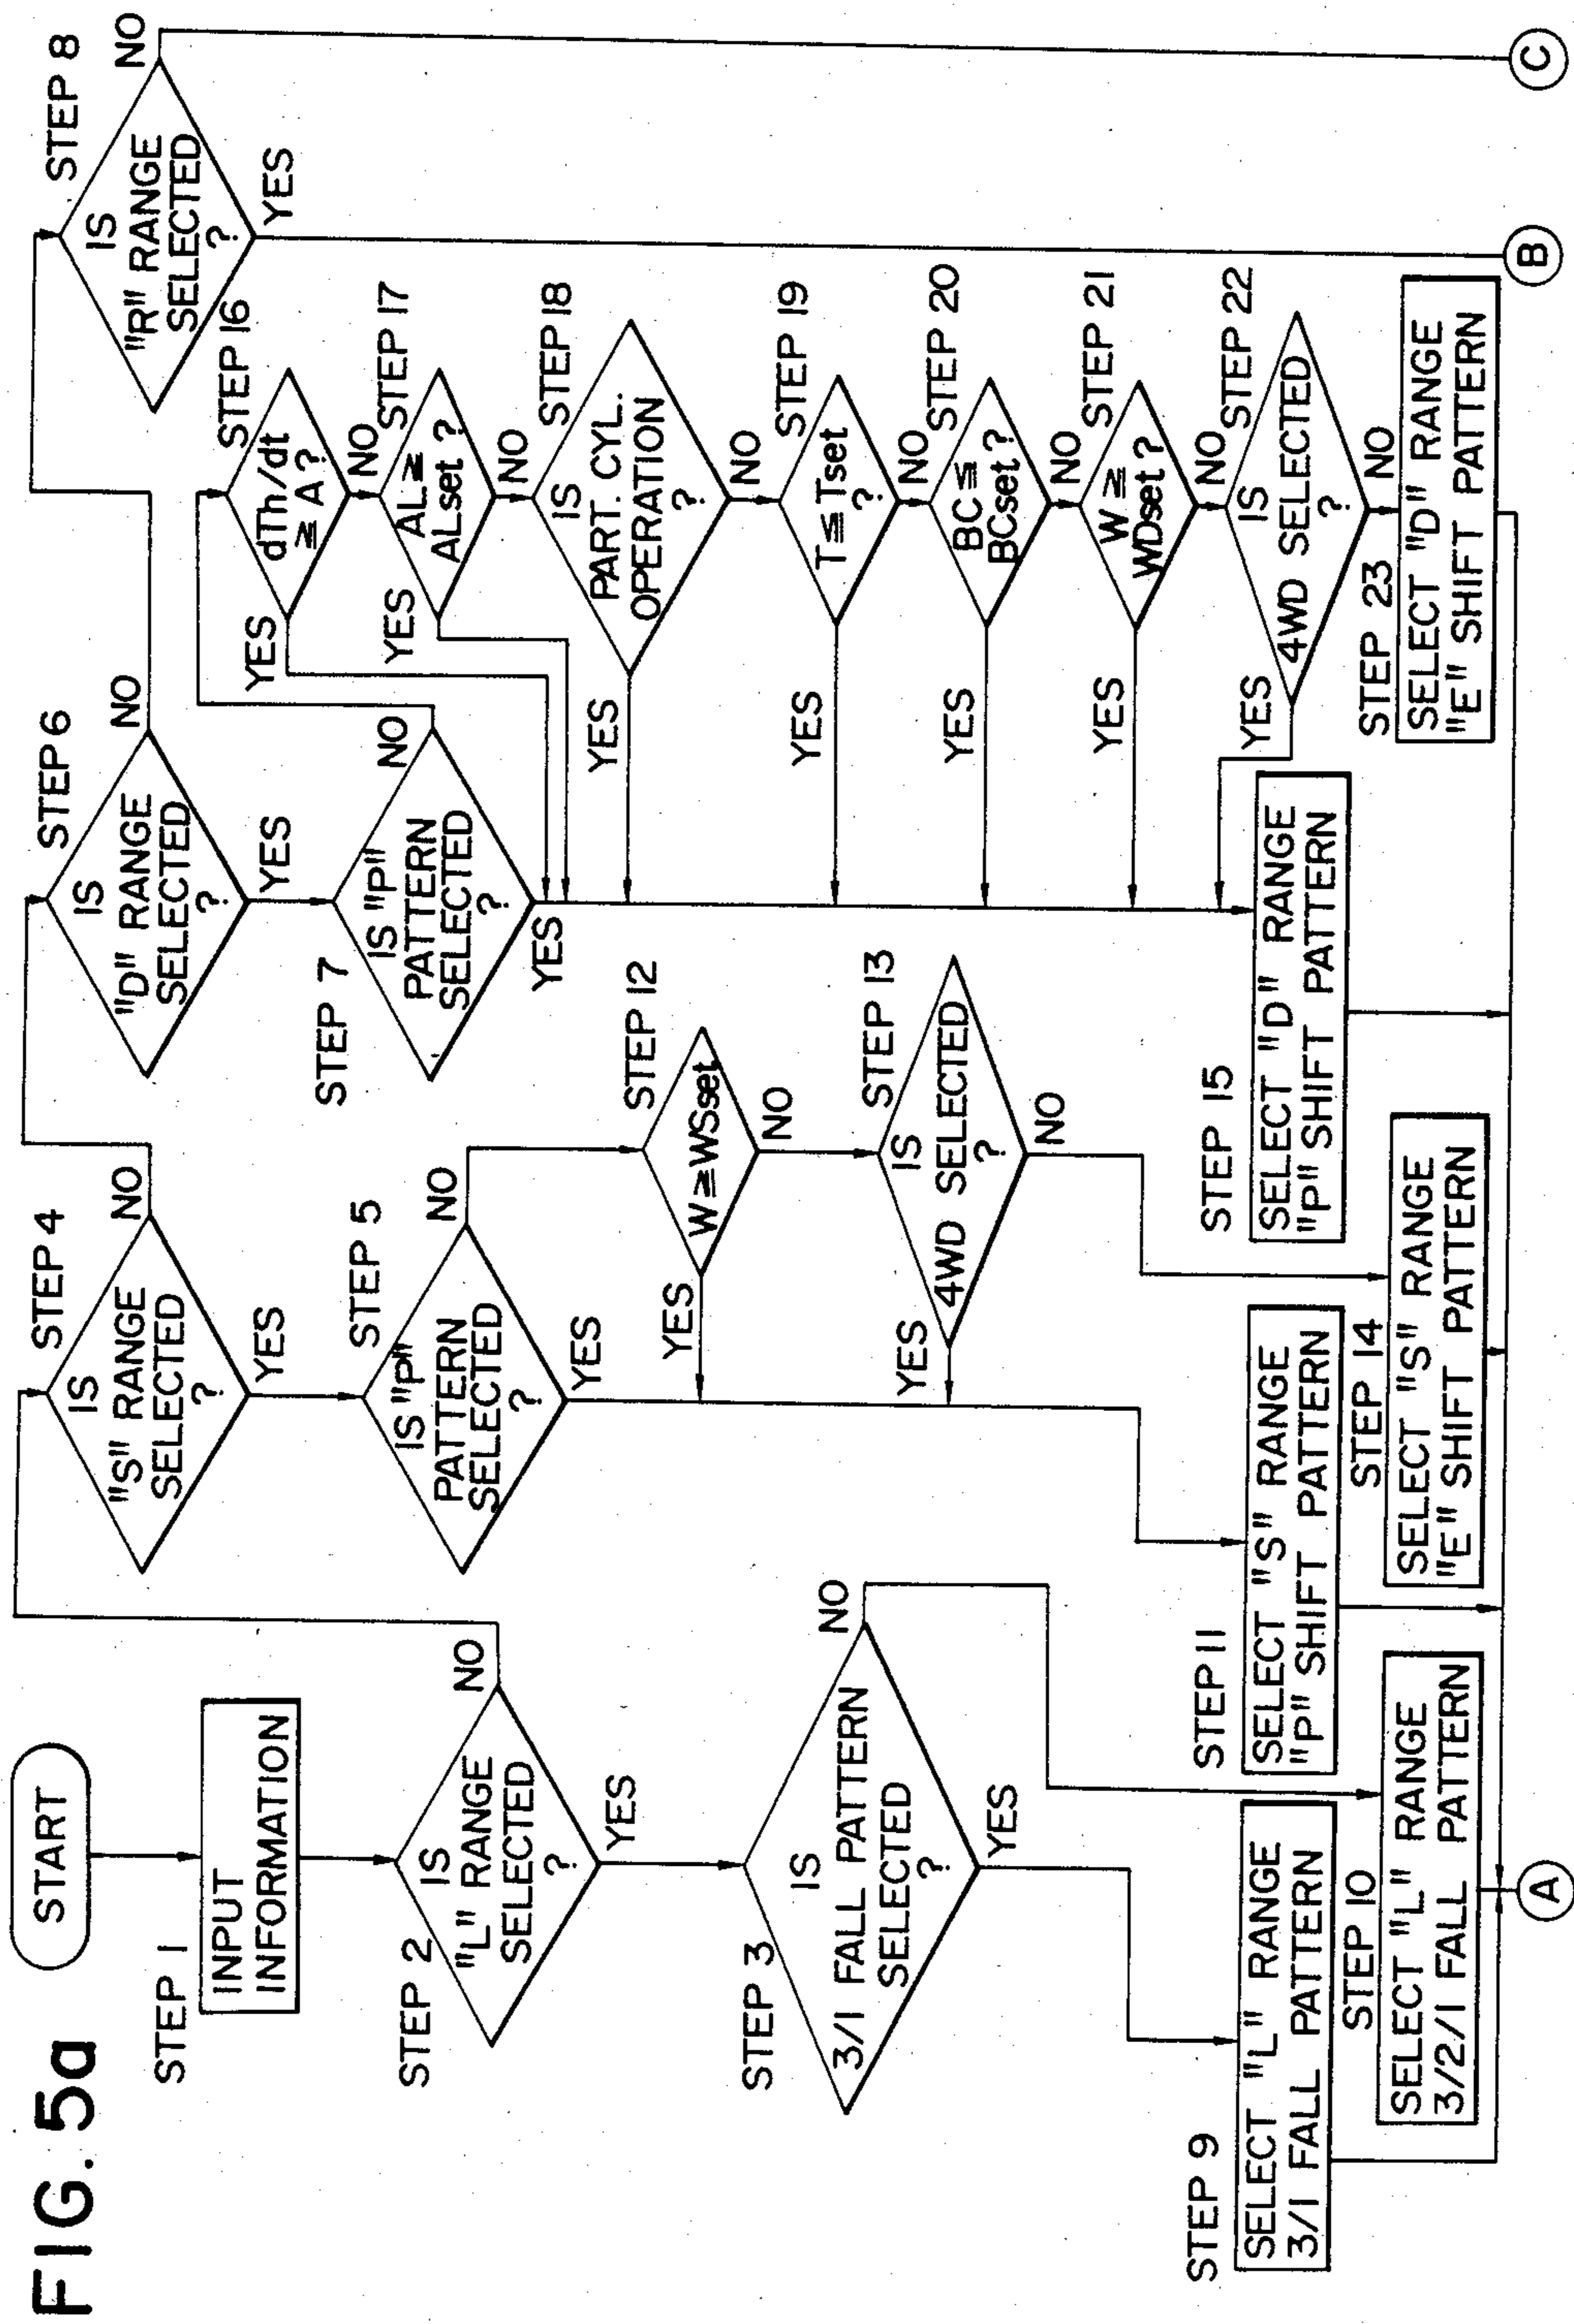 FIG. 5a
START
STEP 1
INPUT
INFORMATION
STEP 2
IS
"L" RANGE
SELECTED
?
NO
YES
STEP 3
IS
3/1 FALL PATTERN
SELECTED
?
NO
YES
STEP 9
SELECT "L" RANGE
3/1 FALL PATTERN
STEP 10
SELECT "L" RANGE
3/2/1 FALL PATTERN
A
STEP 4
IS
"S" RANGE
SELECTED
?
NO
YES
STEP 5
IS "P"
PATTERN
SELECTED
?
NO
YES
STEP 12
W≧WSset
YES
NO
STEP 13
IS
4WD SELECTED
?
YES
NO
STEP 11
SELECT "S" RANGE
"P" SHIFT PATTERN
STEP 14
SELECT "S" RANGE
"E" SHIFT PATTERN
STEP 6
IS
"D" RANGE
SELECTED
?
NO
YES
STEP 7
IS "P"
PATTERN
SELECTED
?
NO
YES
STEP 15
SELECT "D" RANGE
"P" SHIFT PATTERN
STEP 16
dTh/dt
≧ A ?
YES
NO
STEP 17
AL≧
ALset ?
YES
NO
STEP 18
IS
PART. CYL.
OPERATION
?
YES
NO
STEP 19
T≦Tset
?
YES
NO
STEP 20
BC≦
BCset ?
YES
NO
STEP 21
W≧
WDset ?
YES
NO
STEP 22
IS
4WD SELECTED
?
YES
NO
STEP 23
SELECT "D" RANGE
"E" SHIFT PATTERN
STEP 8
IS
"R" RANGE
SELECTED
?
NO
YES
B
C